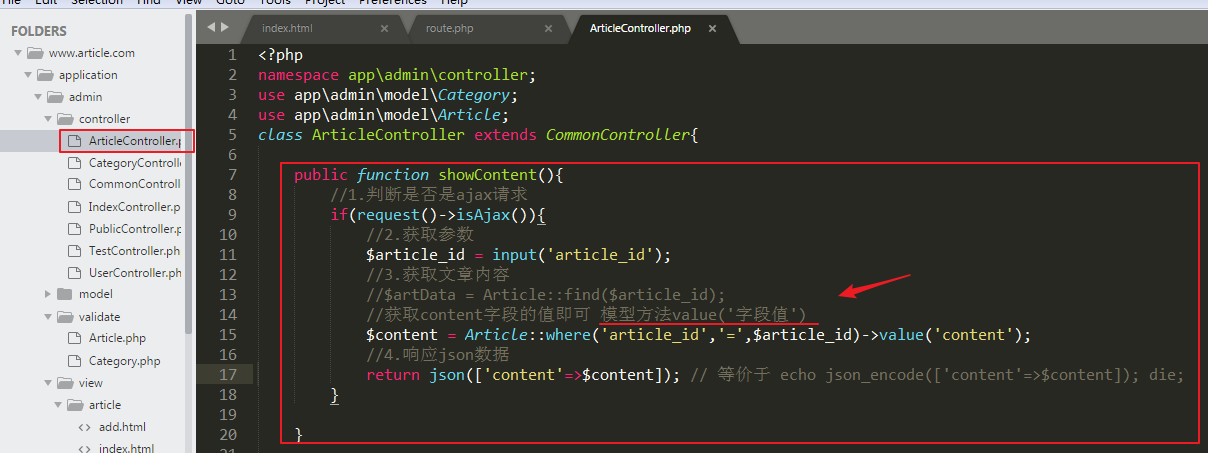 File Edit Selection Find View Goto Tools Project Preferences Help
FOLDERS
www.article.com
application
admin
controller
ArticleController.p
CategoryControlle
CommonControll
IndexController.p
PublicController.p
TestController.ph
UserController.ph
model
validate
Article.php
Category.php
view
article
add.html
index.html
index.html ×
route.php ×
ArticleController.php ×
1 <?php
2 namespace app\admin\controller;
3 use app\admin\model\Category;
4 use app\admin\model\Article;
5 class ArticleController extends CommonController{
6
7 public function showContent(){
8 //1.判断是否是ajax请求
9 if(request()->isAjax()){
10 //2.获取参数
11 $article_id = input('article_id');
12 //3.获取文章内容
13 //$artData = Article::find($article_id);
14 //获取content字段的值即可 模型方法value('字段值')
15 $content = Article::where('article_id','=',$article_id)->value('content');
16 //4.响应json数据
17 return json(['content'=>$content]); // 等价于 echo json_encode(['content'=>$content]); die;
18 }
19
20 }